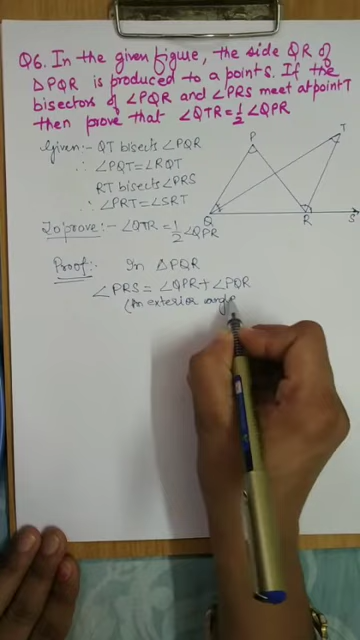 Q6. In the given figure, the side QR of
ΔPQR is produced to a point S. If the
bisectors of ∠PQR and ∠PRS meet at point T
then prove that ∠QTR = 1/2 ∠QPR
Given:- QT bisects ∠PQR
∴ ∠PQT = ∠RQT
RT bisects ∠PRS
∴ ∠PRT = ∠SRT
To prove:- ∠QTR = 1/2 ∠QPR
P
T
Q
R
S
Proof:- In ΔPQR
∠PRS = ∠QPR + ∠PQR
(An exterior angle